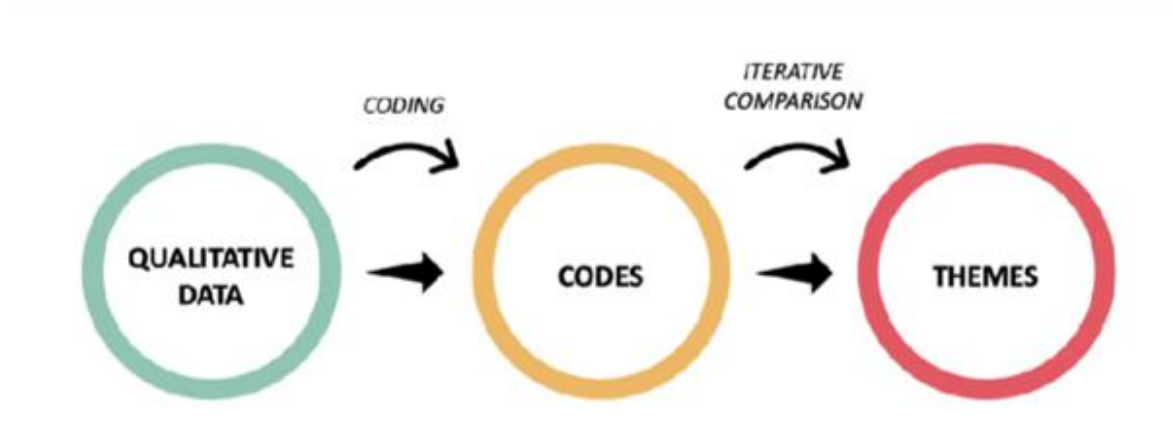 CODING
ITERATIVE
COMPARISON
QUALITATIVE
DATA
CODES
THEMES